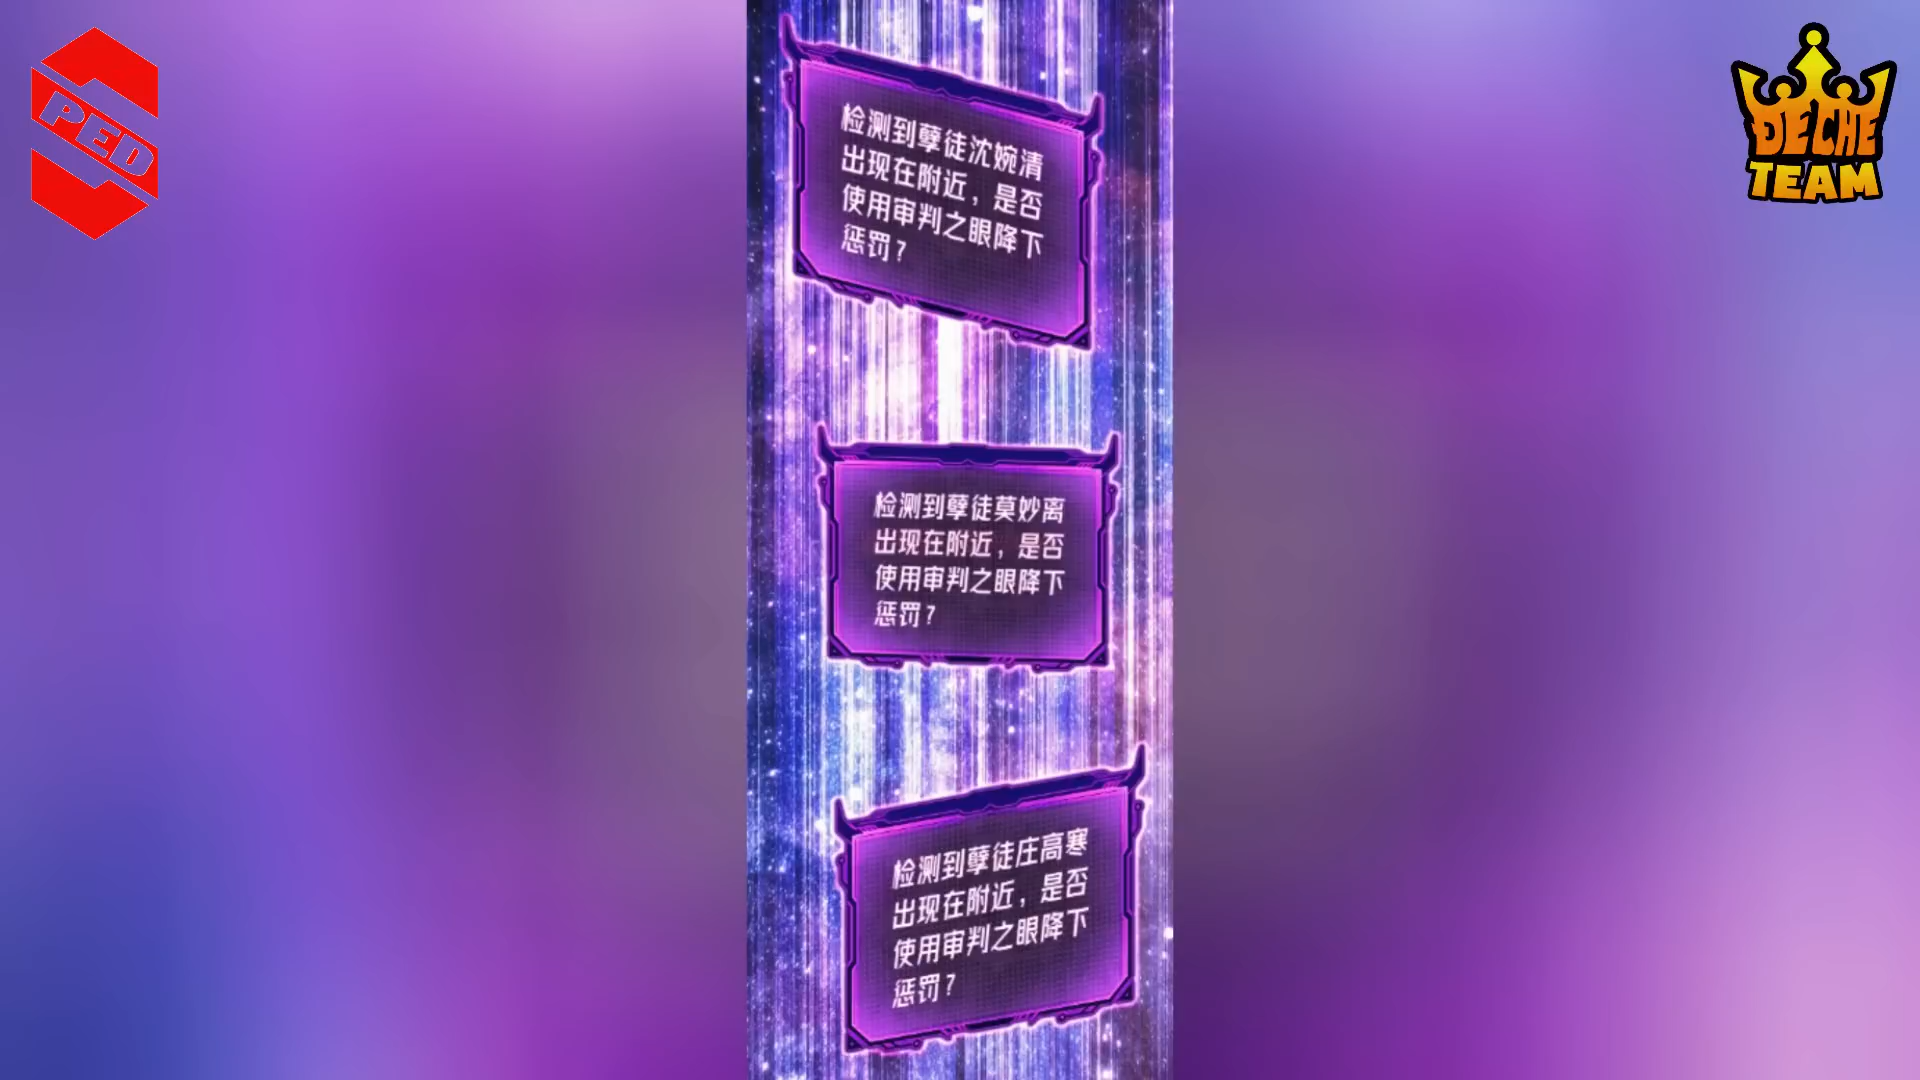 SPED
DECHE
TEAM
检测到孽徒沈婉清
出现在附近，是否
使用审判之眼降下
惩罚？
检测到孽徒莫妙离
出现在附近，是否
使用审判之眼降下
惩罚？
检测到孽徒庄高寒
出现在附近，是否
使用审判之眼降下
惩罚？